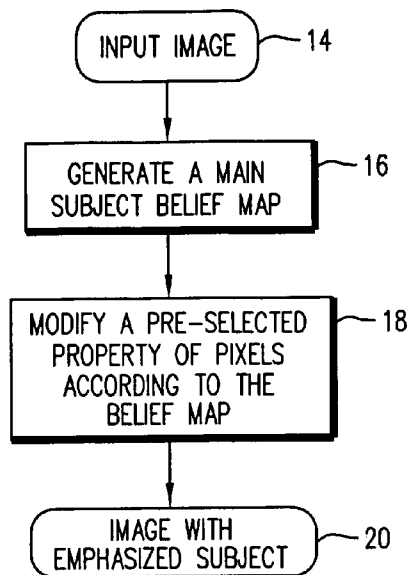 INPUT IMAGE
14
GENERATE A MAIN
SUBJECT BELIEF MAP
16
MODIFY A PRE-SELECTED
PROPERTY OF PIXELS
ACCORDING TO THE
BELIEF MAP
18
IMAGE WITH
EMPHASIZED SUBJECT
20